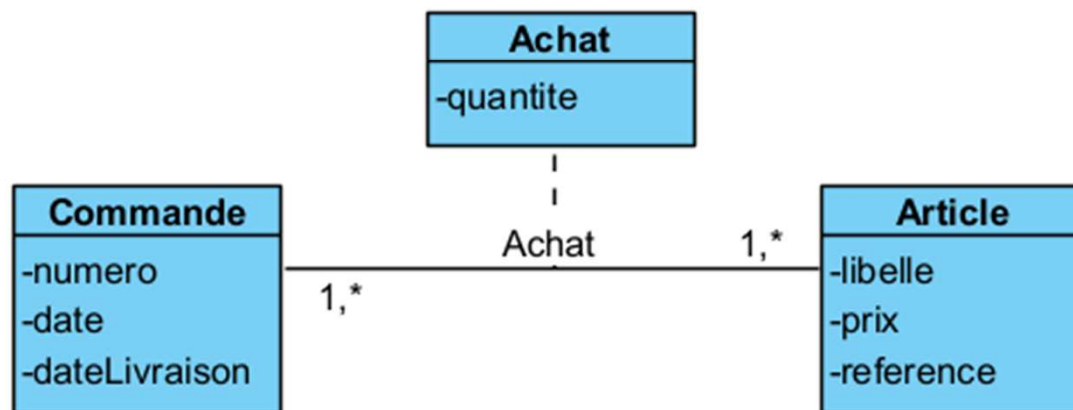 Achat
-quantite
Commande
-numero
-date
-dateLivraison
Achat
1,*
1,*
Article
-libelle
-prix
-reference